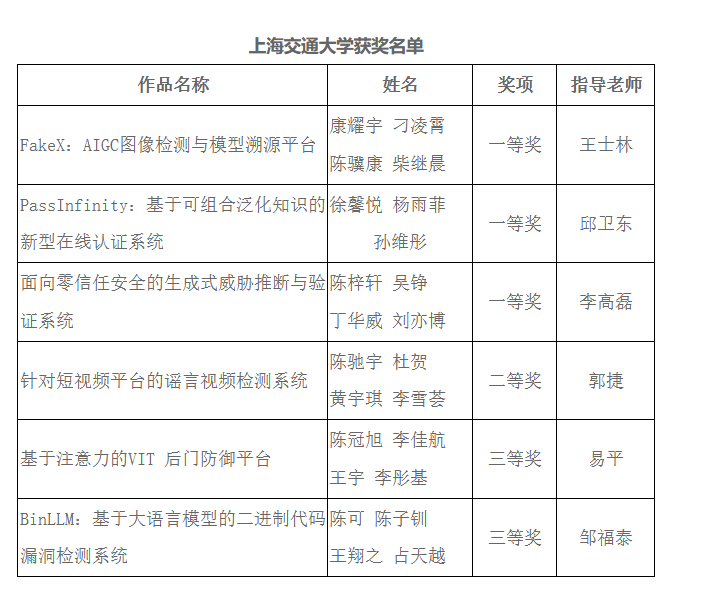 上海交通大学获奖名单
作品名称 姓名 奖项 指导老师
FakeX：AIGC图像检测与模型溯源平台
康耀宇 刁凌霄
陈骥康 柴继晨
一等奖
王士林
PassInfinity：基于可组合泛化知识的
新型在线认证系统
徐馨悦 杨雨菲
孙维彤
一等奖
邱卫东
面向零信任安全的生成式威胁推断与验
证系统
陈梓轩 吴铮
丁华威 刘亦博
一等奖
李高磊
针对短视频平台的谣言视频检测系统
陈驰宇 杜贺
黄宇琪 李雪荟
二等奖
郭捷
基于注意力的VIT 后门防御平台
陈冠旭 李佳航
王宇 李彤基
三等奖
易平
BinLLM：基于大语言模型的二进制代码
漏洞检测系统
陈可 陈子钏
王翔之 占天越
三等奖
邹福泰